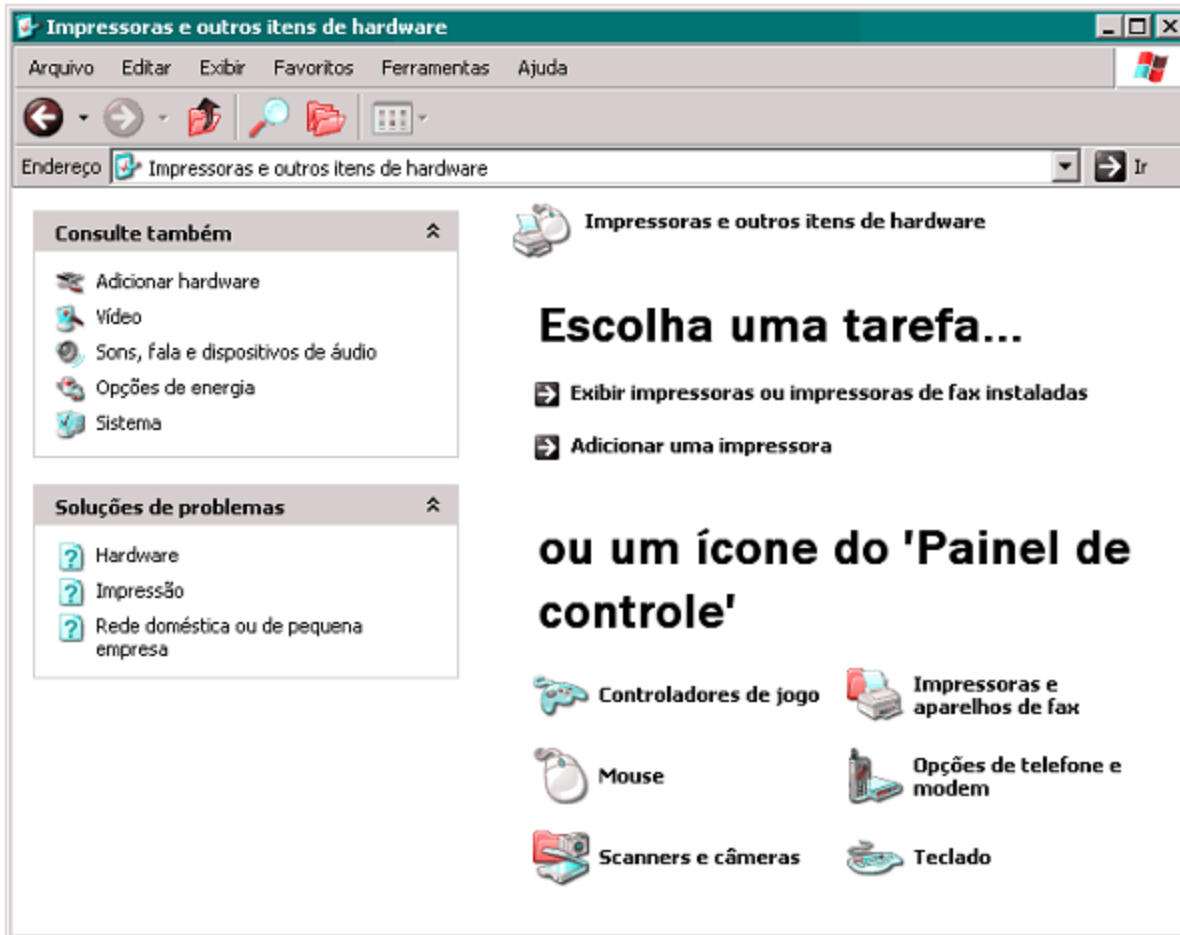 Impressoras e outros itens de hardware
Arquivo Editar Exibir Favoritos Ferramentas Ajuda
Endereço Impressoras e outros itens de hardware Ir
Consulte também
Adicionar hardware
Vídeo
Sons, fala e dispositivos de áudio
Opções de energia
Sistema
Soluções de problemas
Hardware
Impressão
Rede doméstica ou de pequena
empresa
Impressoras e outros itens de hardware
Escolha uma tarefa...
Exibir impressoras ou impressoras de fax instaladas
Adicionar uma impressora
ou um ícone do 'Painel de
controle'
Controladores de jogo
Impressoras e
aparelhos de fax
Mouse
Opções de telefone e
modem
Scanners e câmeras
Teclado